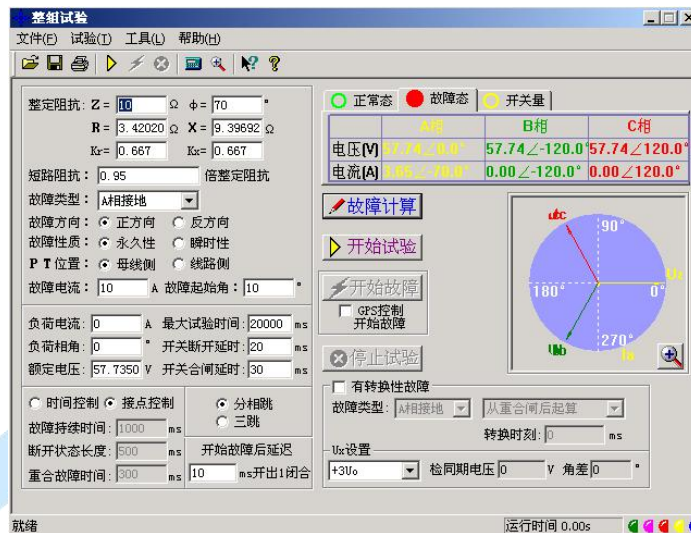 整组试验
文件(F) 试验(T) 工具(L) 帮助(H)
整定阻抗: Z = 10 Ω φ = 70 °
R = 3.42020 Ω X = 9.39692 Ω
Kr= 0.667 Kx= 0.667
短路阻抗: 0.95 倍整定阻抗
故障类型: A相接地
故障方向: 正方向 反方向
故障性质: 永久性 瞬时性
PT位置: 母线侧 线路侧
故障电流: 10 A 故障起始角: 10 °
负荷电流: 0 A 最大试验时间: 20000 ms
负荷相角: 0 ° 开关断开延时: 20 ms
额定电压: 57.7350 V 开关合闸延时: 30 ms
时间控制 接点控制
故障持续时间: 1000 ms
断开状态长度: 500 ms
重合故障时间: 300 ms
分相跳
三跳
开始故障后延迟
10 ms开出1闭合
正常态 故障态 开关量
A相 B相 C相
电压(V) 57.74∠0.0° 57.74∠-120.0° 57.74∠120.0°
电流(A) 3.65∠-70.0° 0.00∠-120.0° 0.00∠120.0°
故障计算
开始试验
开始故障
GPS控制
开始故障
停止试验
90°
180° 0°
270°
有转换性故障
故障类型: A相接地 从重合闸后起算
转换时刻: 0 ms
Ux设置
+3Uo 检同期电压 0 V 角差 0 °
就绪 运行时间 0.00s